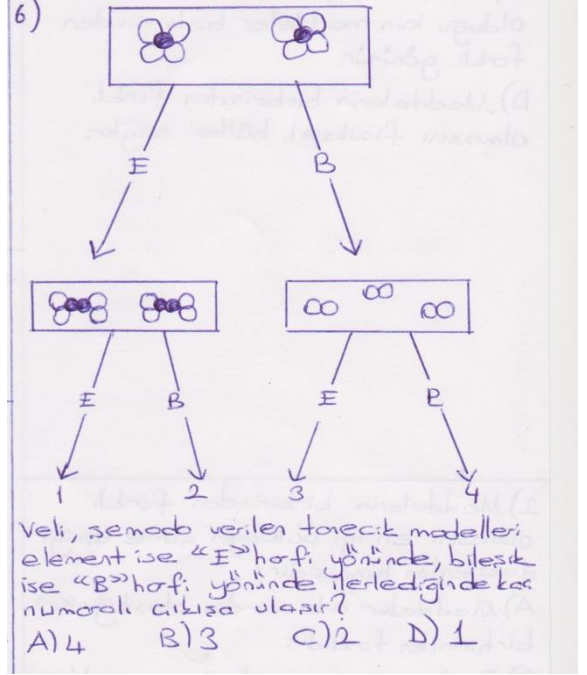 6)
E B
E B E B
1 2 3 4
Veli şemada verilen tanecik modelleri
element ise "E" harfi yönünde, bileşik
ise "B" harfi yönünde ilerlediğinde kaç
numaralı çıkışa ulaşır?
A) 4 B) 3 C) 2 D) 1